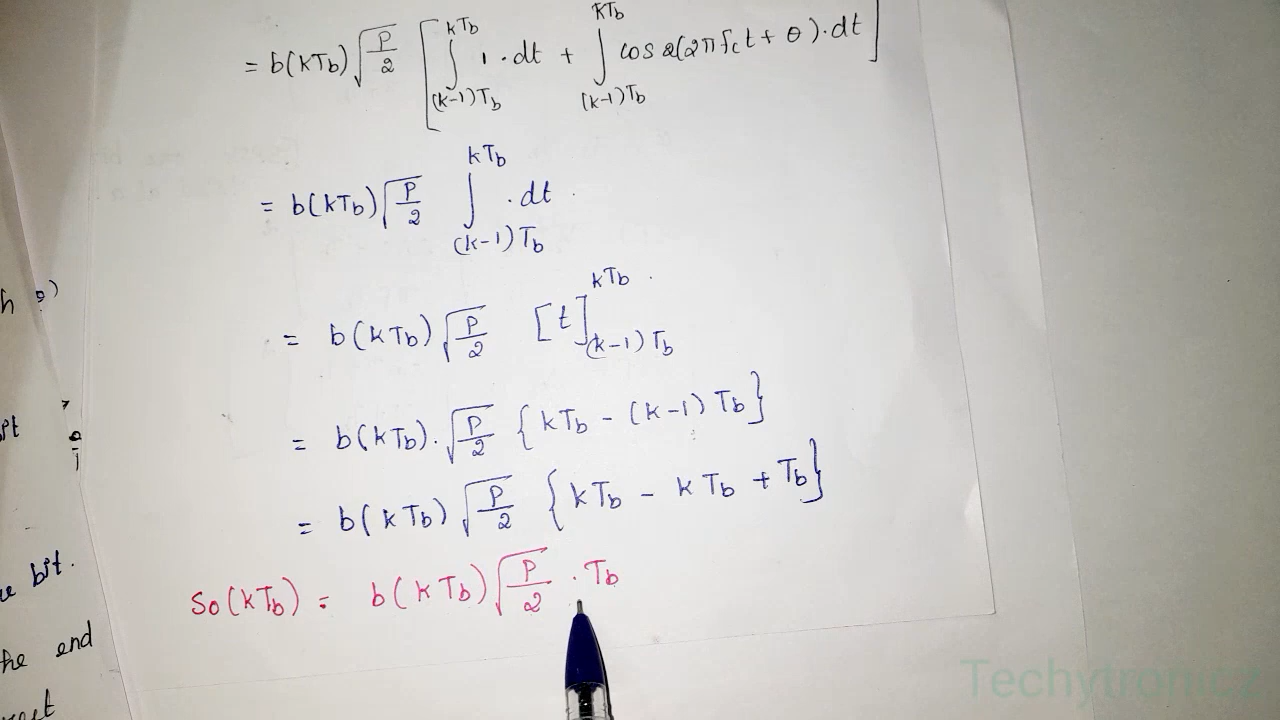 = b(kTb) √P/2 [ ∫_(k-1)Tb^kTb 1 · dt + ∫_(k-1)Tb^kTb cos 2(2πfct + θ) · dt ]
= b(kTb) √P/2 ∫_(k-1)Tb^kTb · dt
= b(kTb) √P/2 [t]_(k-1)Tb^kTb
= b(kTb) · √P/2 {kTb - (k-1) Tb}
= b(kTb) √P/2 {kTb - kTb + Tb}
So(kTb) = b(kTb) √P/2 · Tb
bit.
the end
Techytronicz